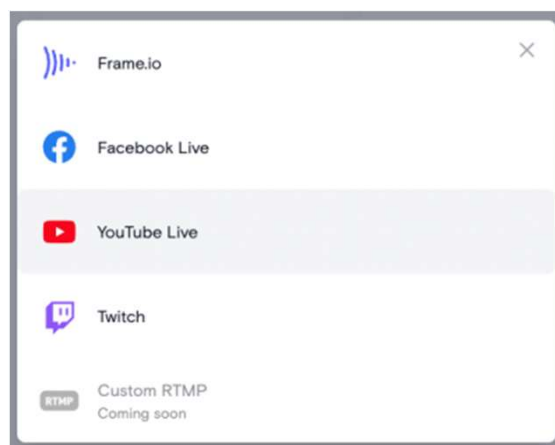 Frame.io
Facebook Live
YouTube Live
Twitch
RTMP
Custom RTMP
Coming soon